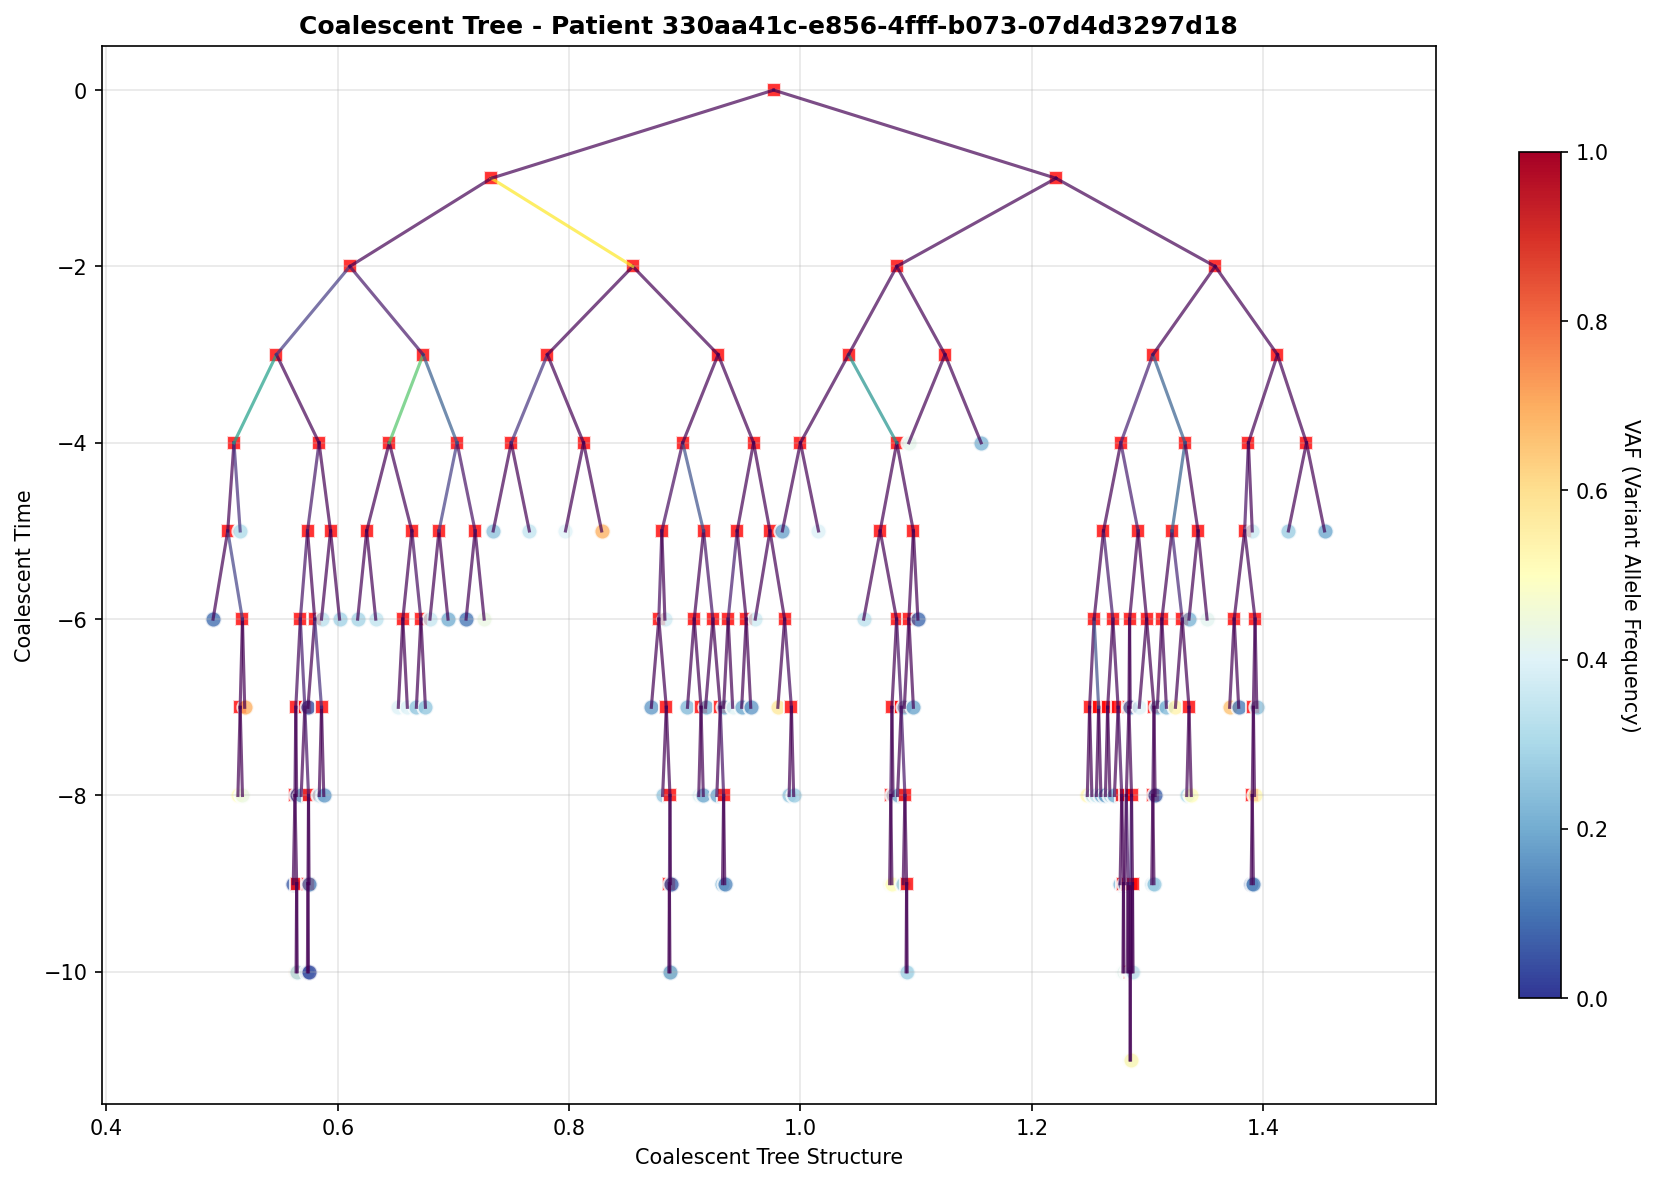 Coalescent Tree - Patient 330aa41c-e856-4fff-b073-07d4d3297d18
0
−2
−4
−6
−8
−10
Coalescent Time
0.4 0.6 0.8 1.0 1.2 1.4
Coalescent Tree Structure
1.0
0.8
0.6
0.4
0.2
0.0
VAF (Variant Allele Frequency)